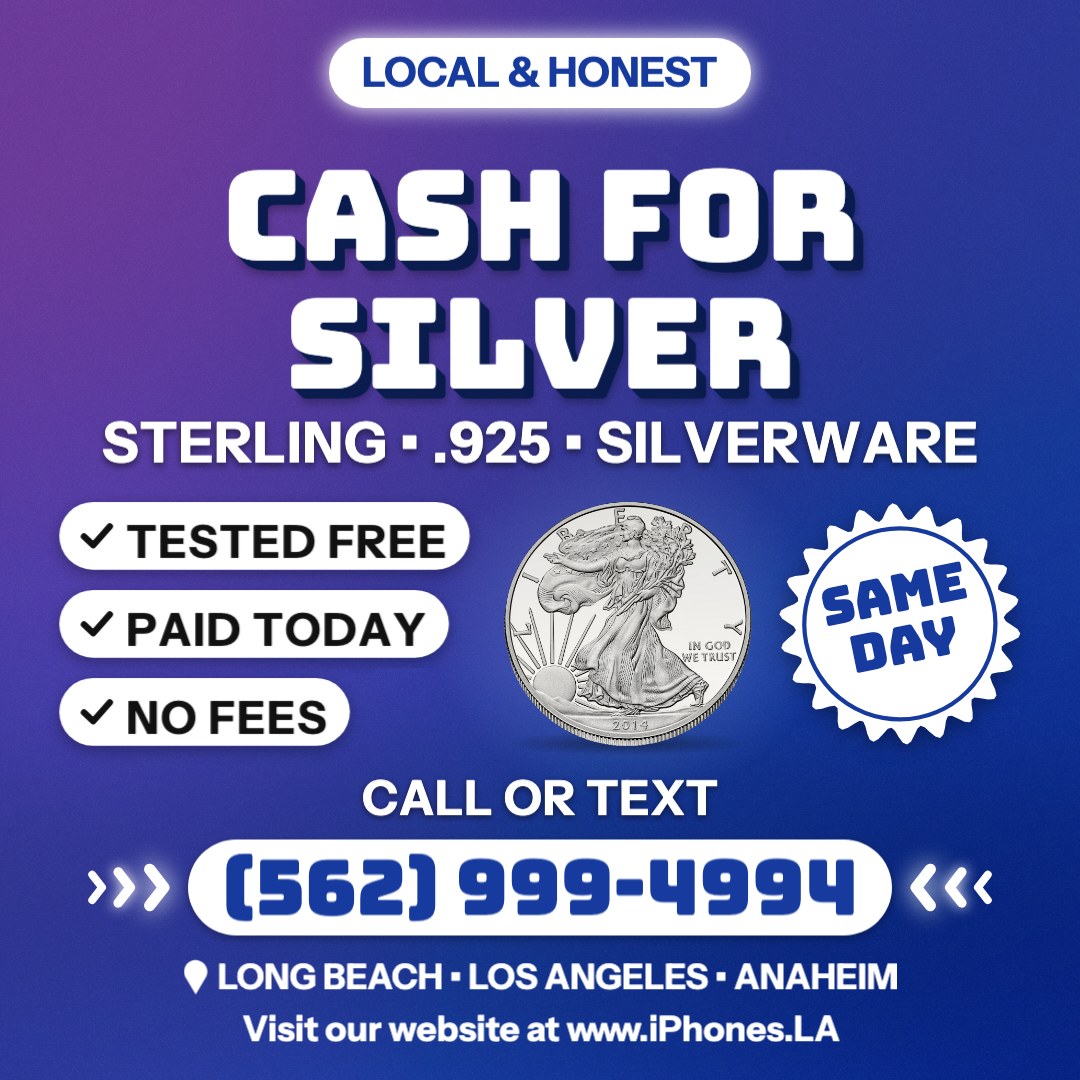 LOCAL & HONEST
CASH FOR
SILVER
STERLING ▪ .925 ▪ SILVERWARE
✓ TESTED FREE
✓ PAID TODAY
✓ NO FEES
LIBERTY
IN GOD
WE TRUST
2014
SAME
DAY
CALL OR TEXT
(562) 999-4994
LONG BEACH ▪ LOS ANGELES ▪ ANAHEIM
Visit our website at www.iPhones.LA